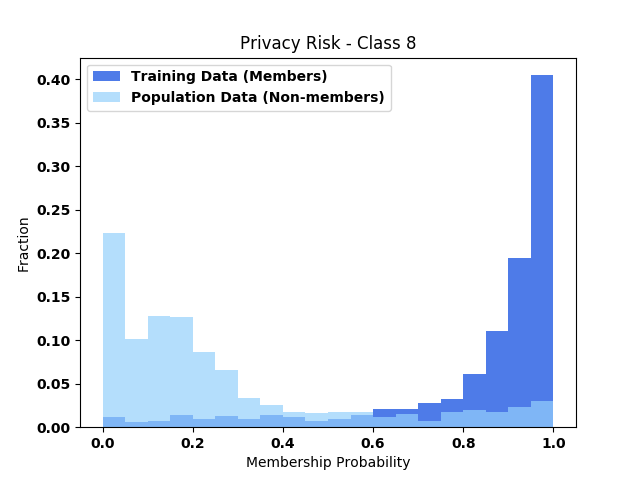 Privacy Risk - Class 8
Training Data (Members)
Population Data (Non-members)
0.40
0.35
0.30
0.25
0.20
0.15
0.10
0.05
0.00
Fraction
0.0 0.2 0.4 0.6 0.8 1.0
Membership Probability